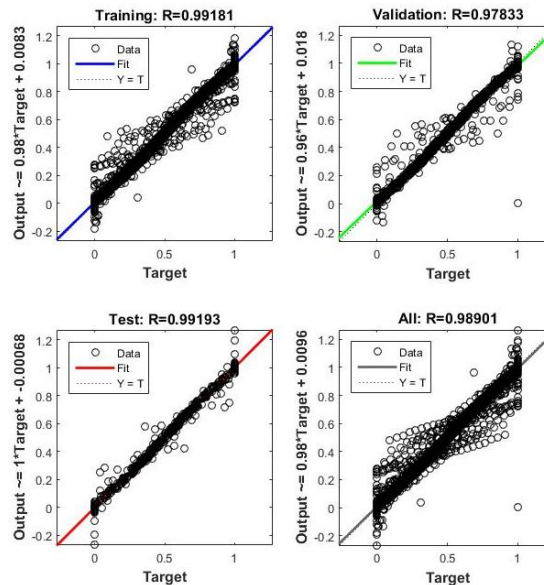 Training: R=0.99181
Output ~= 0.98*Target + 0.0083
1.2
1
0.8
0.6
0.4
0.2
0
-0.2
Data
Fit
Y = T
0
0.5
1
Target
Validation: R=0.97833
Output ~= 0.96*Target + 0.018
1.2
1
0.8
0.6
0.4
0.2
0
-0.2
Data
Fit
Y = T
0
0.5
1
Target
Test: R=0.99193
Output ~= 1*Target + -0.00068
1.2
1
0.8
0.6
0.4
0.2
0
-0.2
Data
Fit
Y = T
0
0.5
1
Target
All: R=0.98901
Output ~= 0.98*Target + 0.0096
1.2
1
0.8
0.6
0.4
0.2
0
-0.2
Data
Fit
Y = T
0
0.5
1
Target